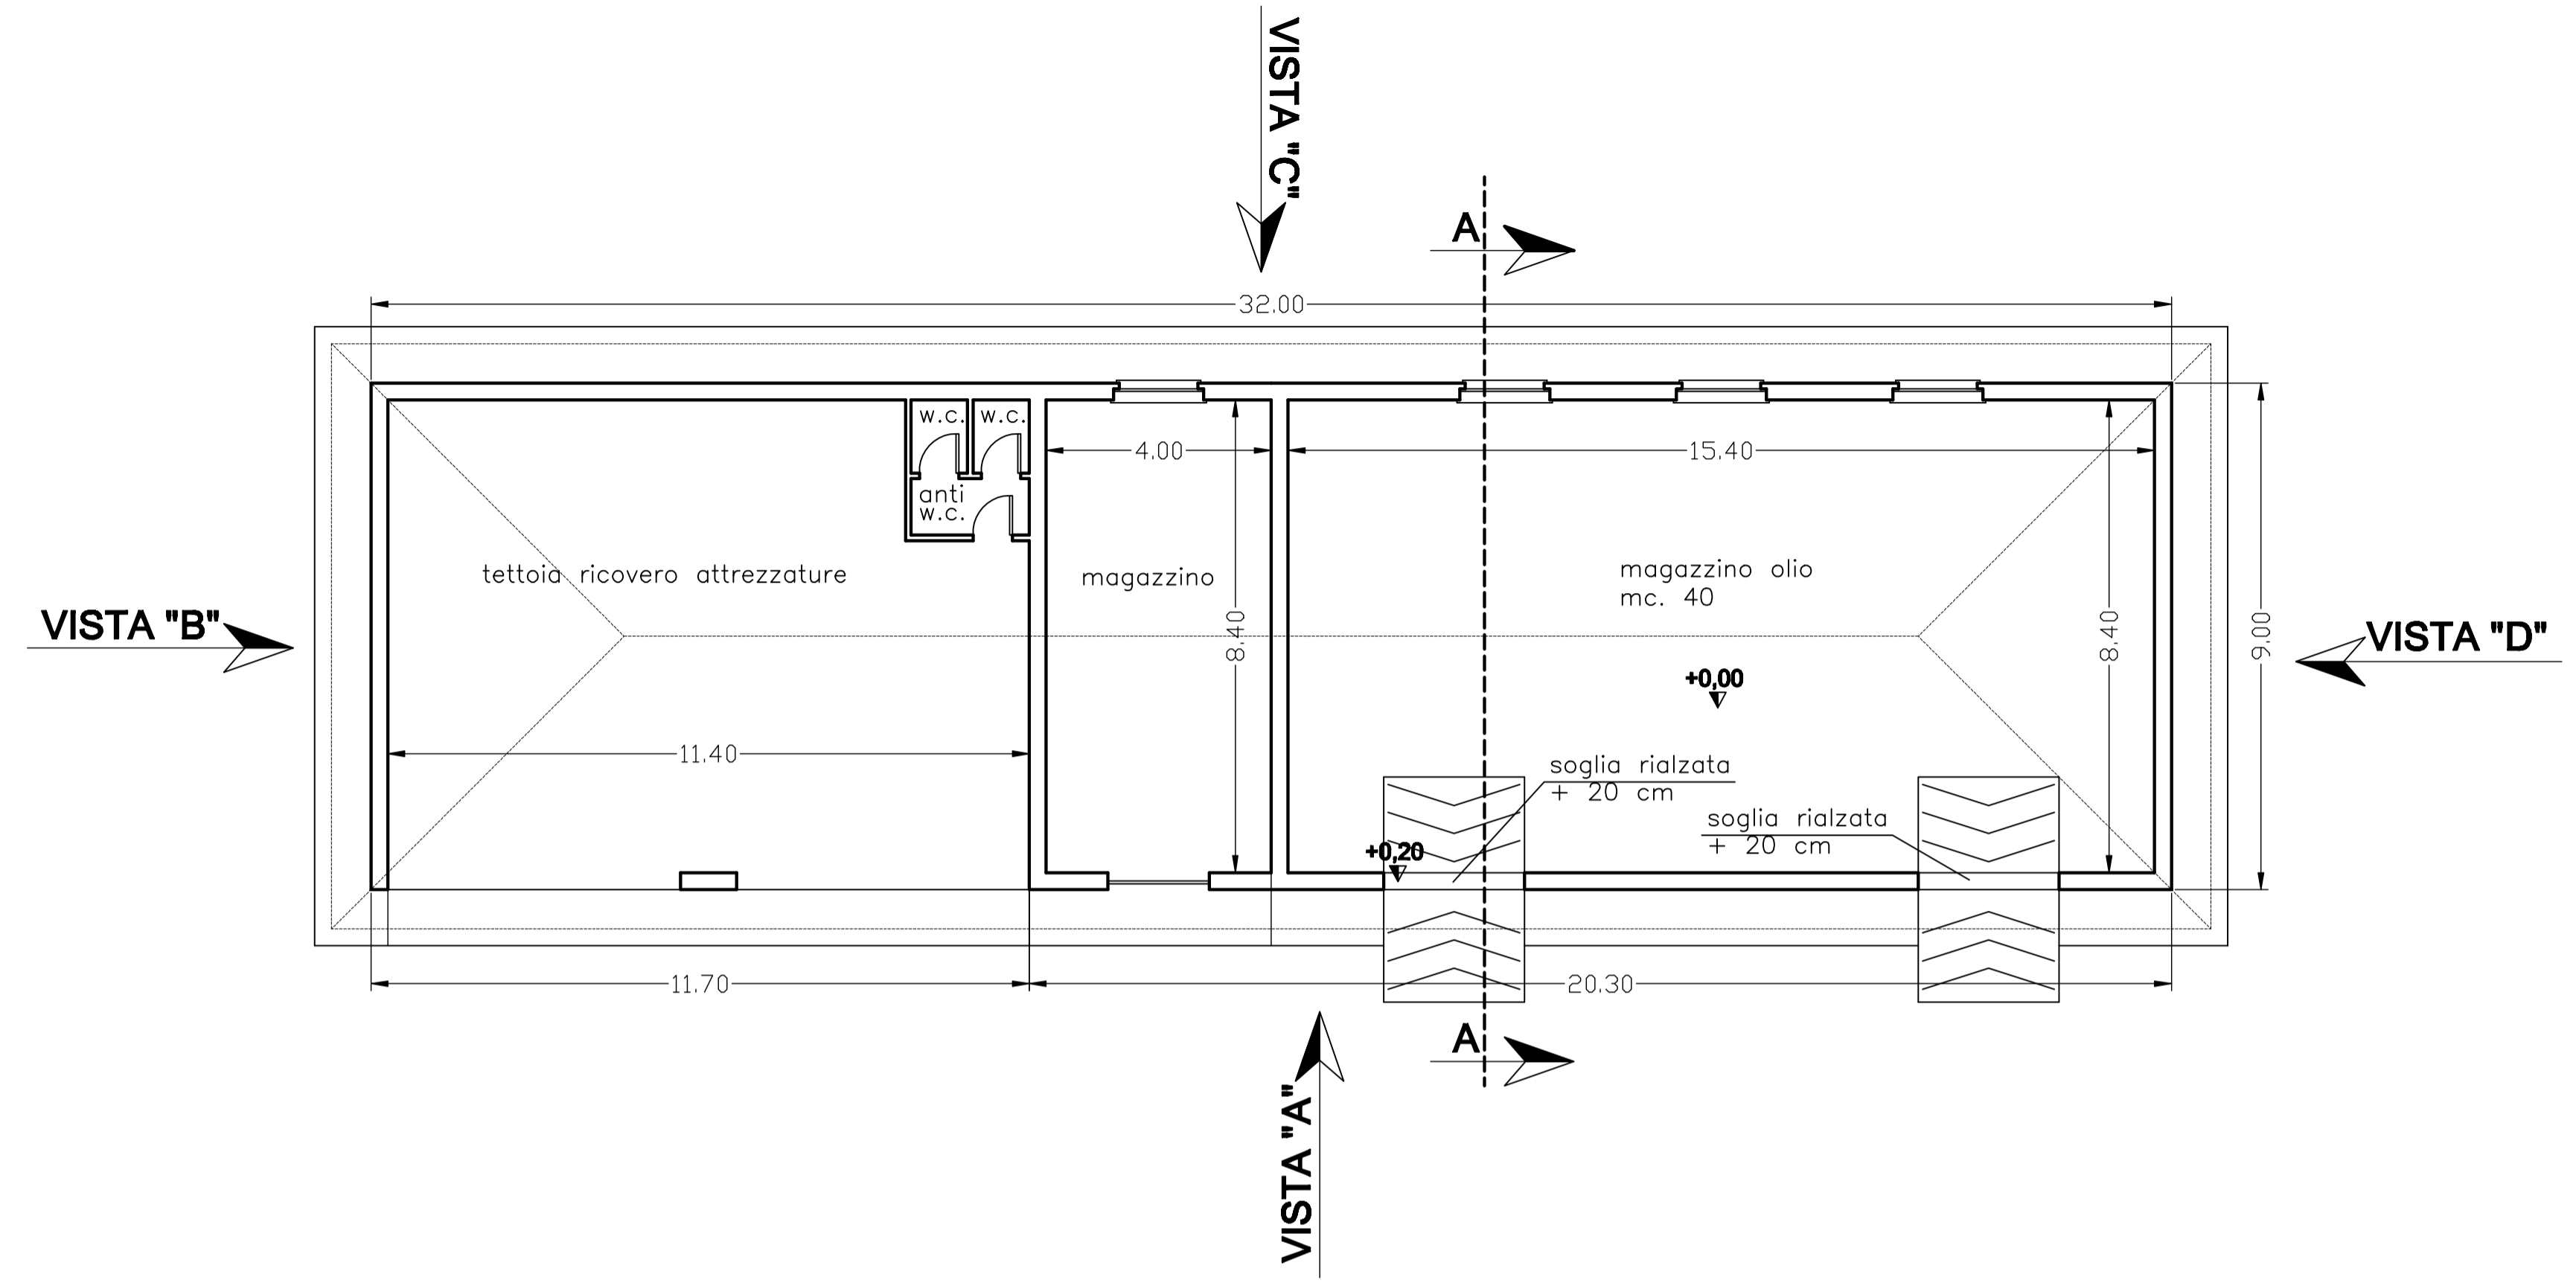 VISTA "C"
A
32.00
w.c. w.c.
4.00
15.40
anti
w.c.
tettoia ricovero attrezzature
magazzino
magazzino olio
mc. 40
8.40
8.40
9.00
VISTA "B"
VISTA "D"
+0,00
11.40
soglia rialzata
+ 20 cm
soglia rialzata
+ 20 cm
+0,20
11.70
20.30
A
VISTA "A"